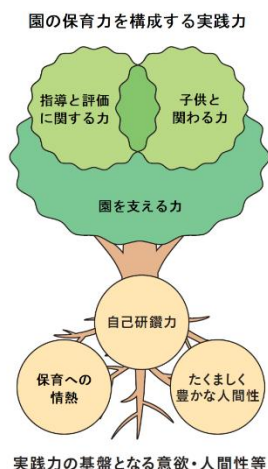 園の保育力を構成する実践力
指導と評価
に関する力
子供と
関わる力
園を支える力
自己研鑽力
保育への
情熱
たくましく
豊かな人間性
実践力の基盤となる意欲・人間性等